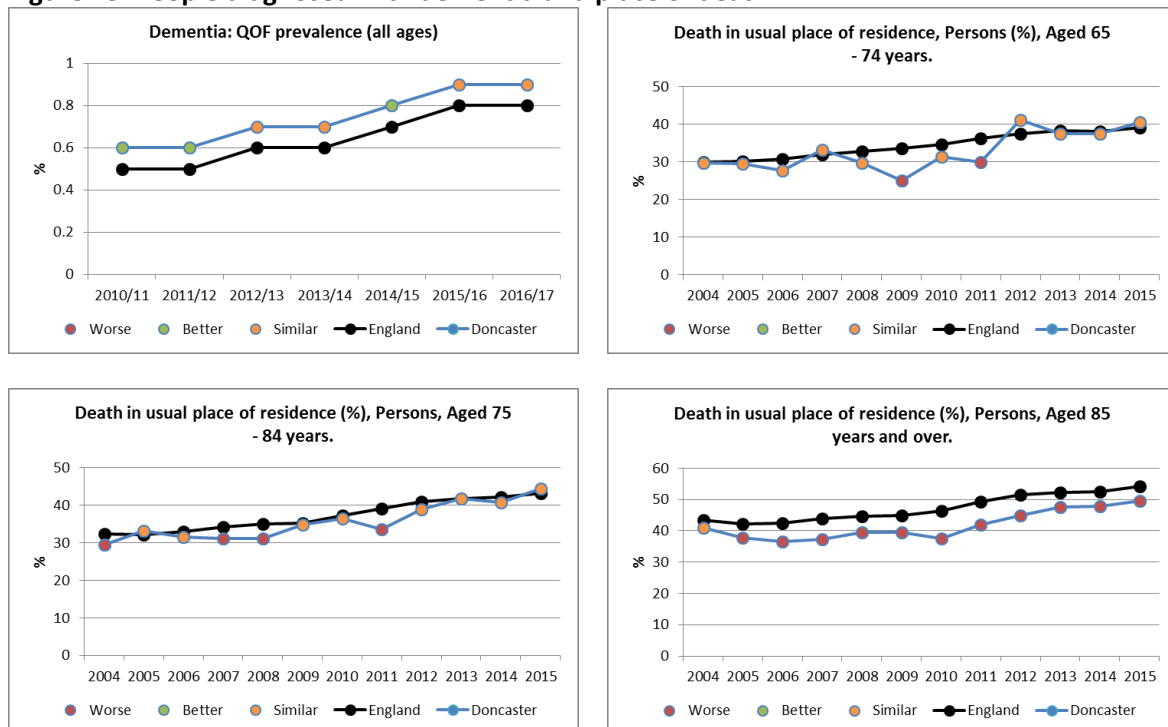 Dementia: QOF prevalence (all ages)
1
0.8
0.6
0.4
0.2
0
%
2010/11 2011/12 2012/13 2013/14 2014/15 2015/16 2016/17
Worse Better Similar England Doncaster
Death in usual place of residence, Persons (%), Aged 65
- 74 years.
50
40
30
20
10
0
%
2004 2005 2006 2007 2008 2009 2010 2011 2012 2013 2014 2015
Worse Better Similar England Doncaster
Death in usual place of residence (%), Persons, Aged 75
- 84 years.
50
40
30
20
10
0
%
2004 2005 2006 2007 2008 2009 2010 2011 2012 2013 2014 2015
Worse Better Similar England Doncaster
Death in usual place of residence (%), Persons, Aged 85
years and over.
60
50
40
30
20
10
0
%
2004 2005 2006 2007 2008 2009 2010 2011 2012 2013 2014 2015
Worse Better Similar England Doncaster